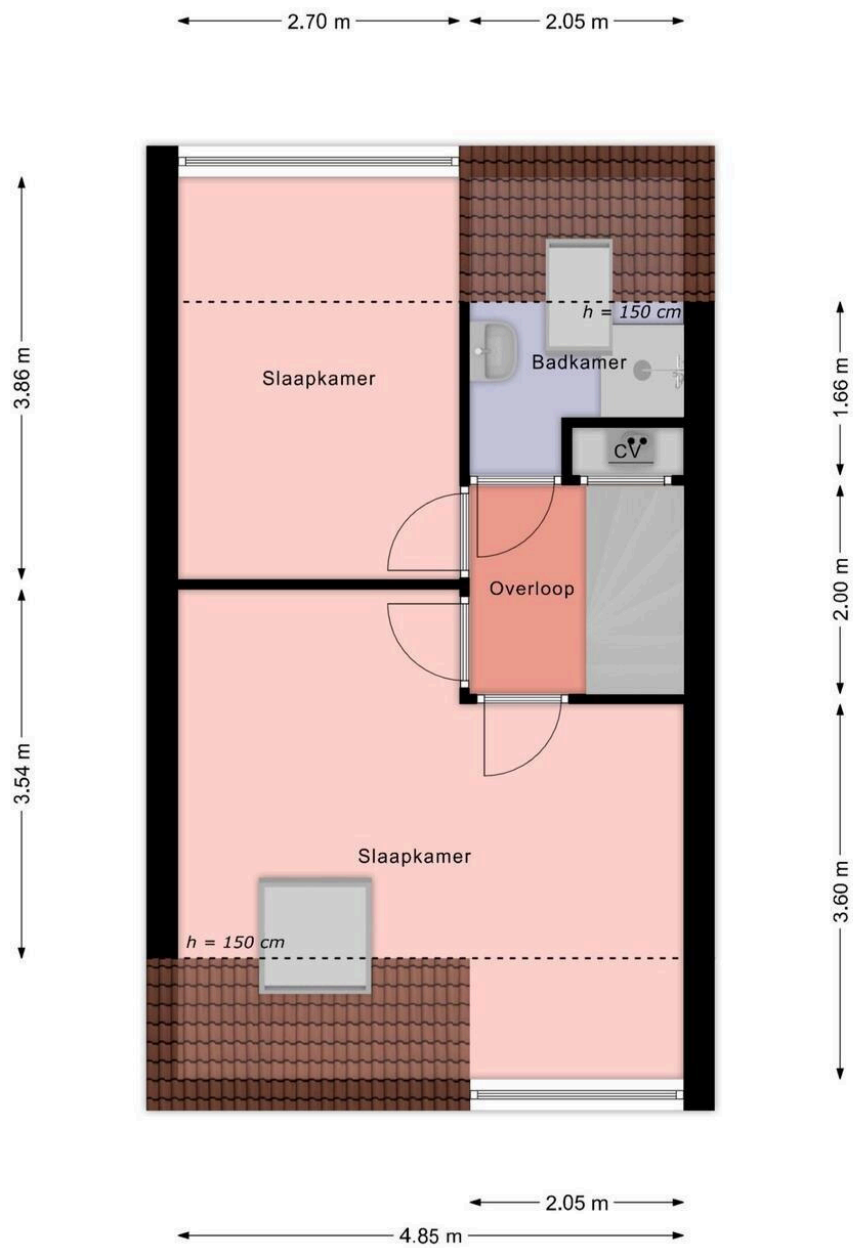 2.70 m
2.05 m
h = 150 cm
Badkamer
3.86 m
Slaapkamer
1.66 m
CV
Overloop
2.00 m
3.54 m
Slaapkamer
3.60 m
h = 150 cm
2.05 m
4.85 m